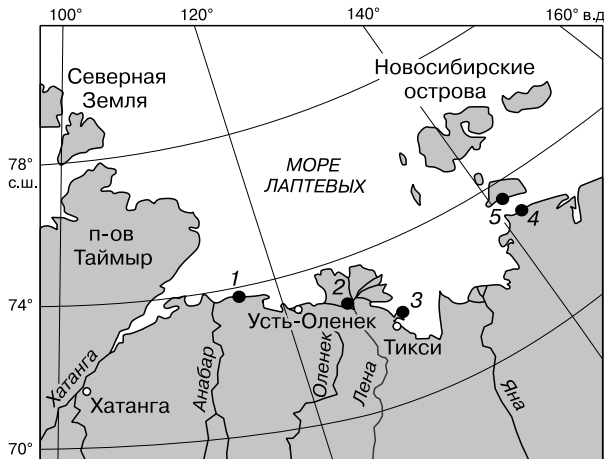 100°
120°
140°
160° в.д
Северная
Земля
Новосибирские
острова
78°
с.ш.
МОРЕ
ЛАПТЕВЫХ
п-ов
Таймыр
5
4
1
2
3
74°
Усть-Оленек
Тикси
Хатанга
Хатанга
Анабар
Оленек
Лена
Яна
70°